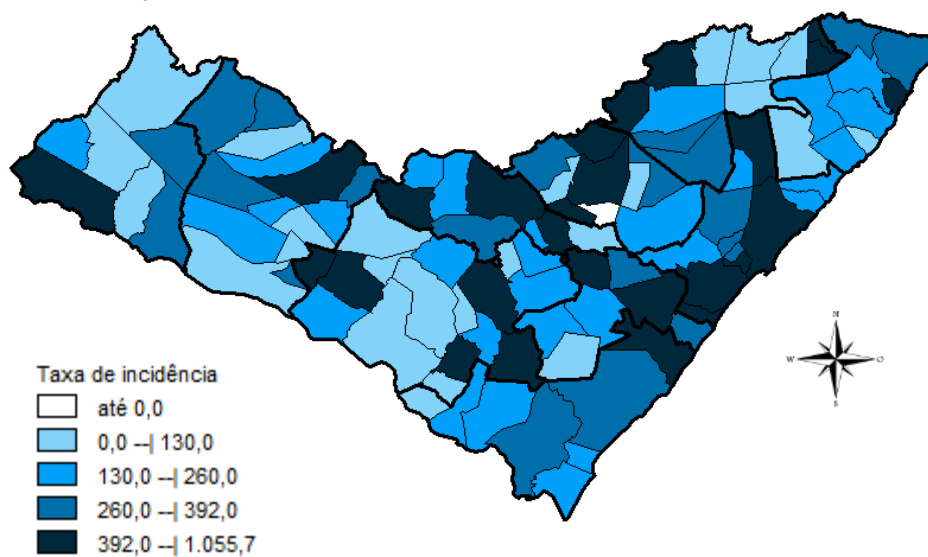 N
W
O
S
Taxa de incidência
até 0,0
0,0 --| 130,0
130,0 --| 260,0
260,0 --| 392,0
392,0 --| 1.055,7